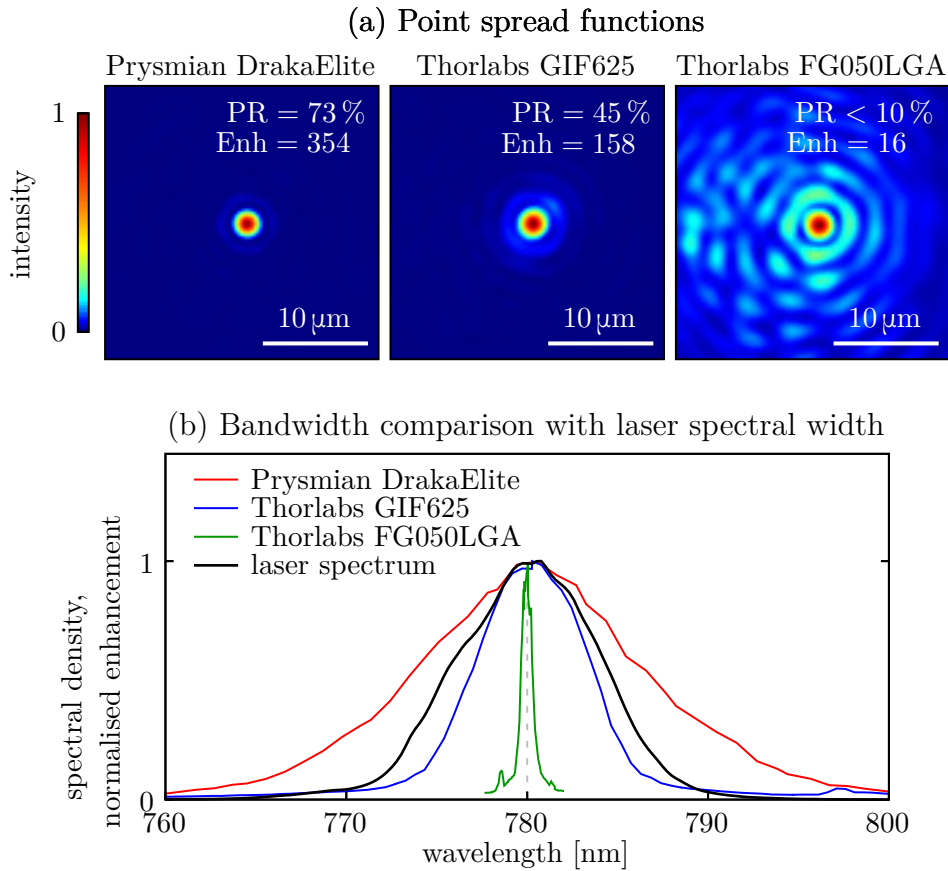 (a) Point spread functions
Prysmian DrakaElite
Thorlabs GIF625
Thorlabs FG050LGA
1
intensity
0
PR = 73 %
Enh = 354
10 µm
PR = 45 %
Enh = 158
10 µm
PR < 10 %
Enh = 16
10 µm
(b) Bandwidth comparison with laser spectral width
Prysmian DrakaElite
Thorlabs GIF625
Thorlabs FG050LGA
laser spectrum
spectral density,
normalised enhancement
1
0
760
770
780
790
800
wavelength [nm]